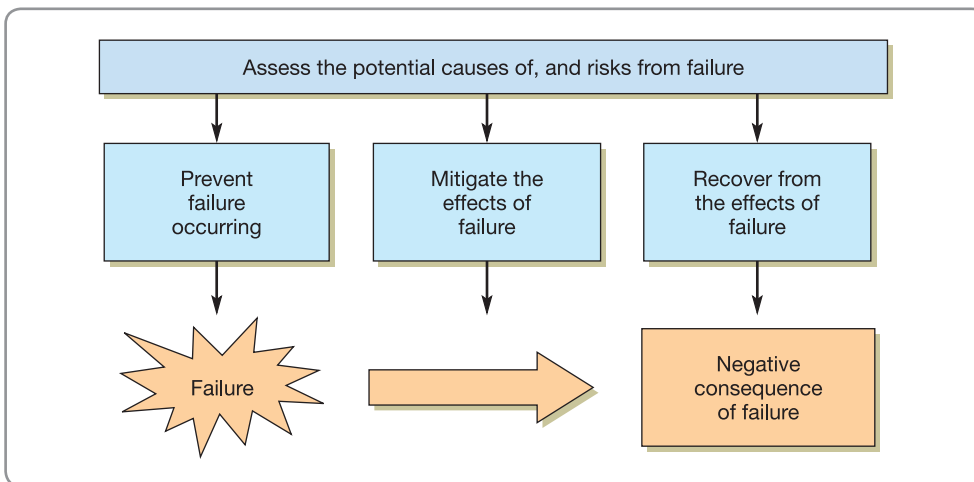 Assess the potential causes of, and risks from failure
Prevent
failure
occurring
Mitigate the
effects of
failure
Recover from
the effects of
failure
Failure
Negative
consequence
of failure